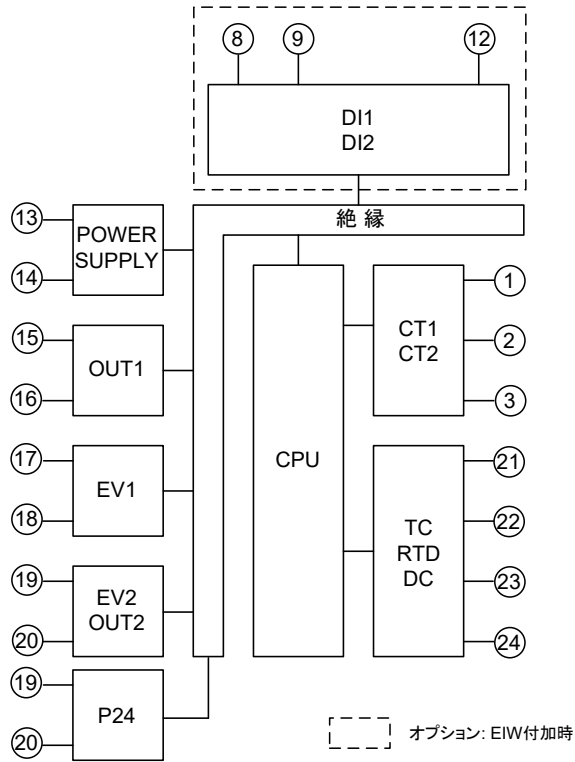 ⑧ ⑨ ⑫
DI1
DI2
絶縁
⑬
⑭
POWER
SUPPLY
⑮
⑯
OUT1
⑰
⑱
EV1
⑲
⑳
EV2
OUT2
⑲
⑳
P24
CPU
CT1
CT2
①
②
③
TC
RTD
DC
㉑
㉒
㉓
㉔
オプション: EIW付加時